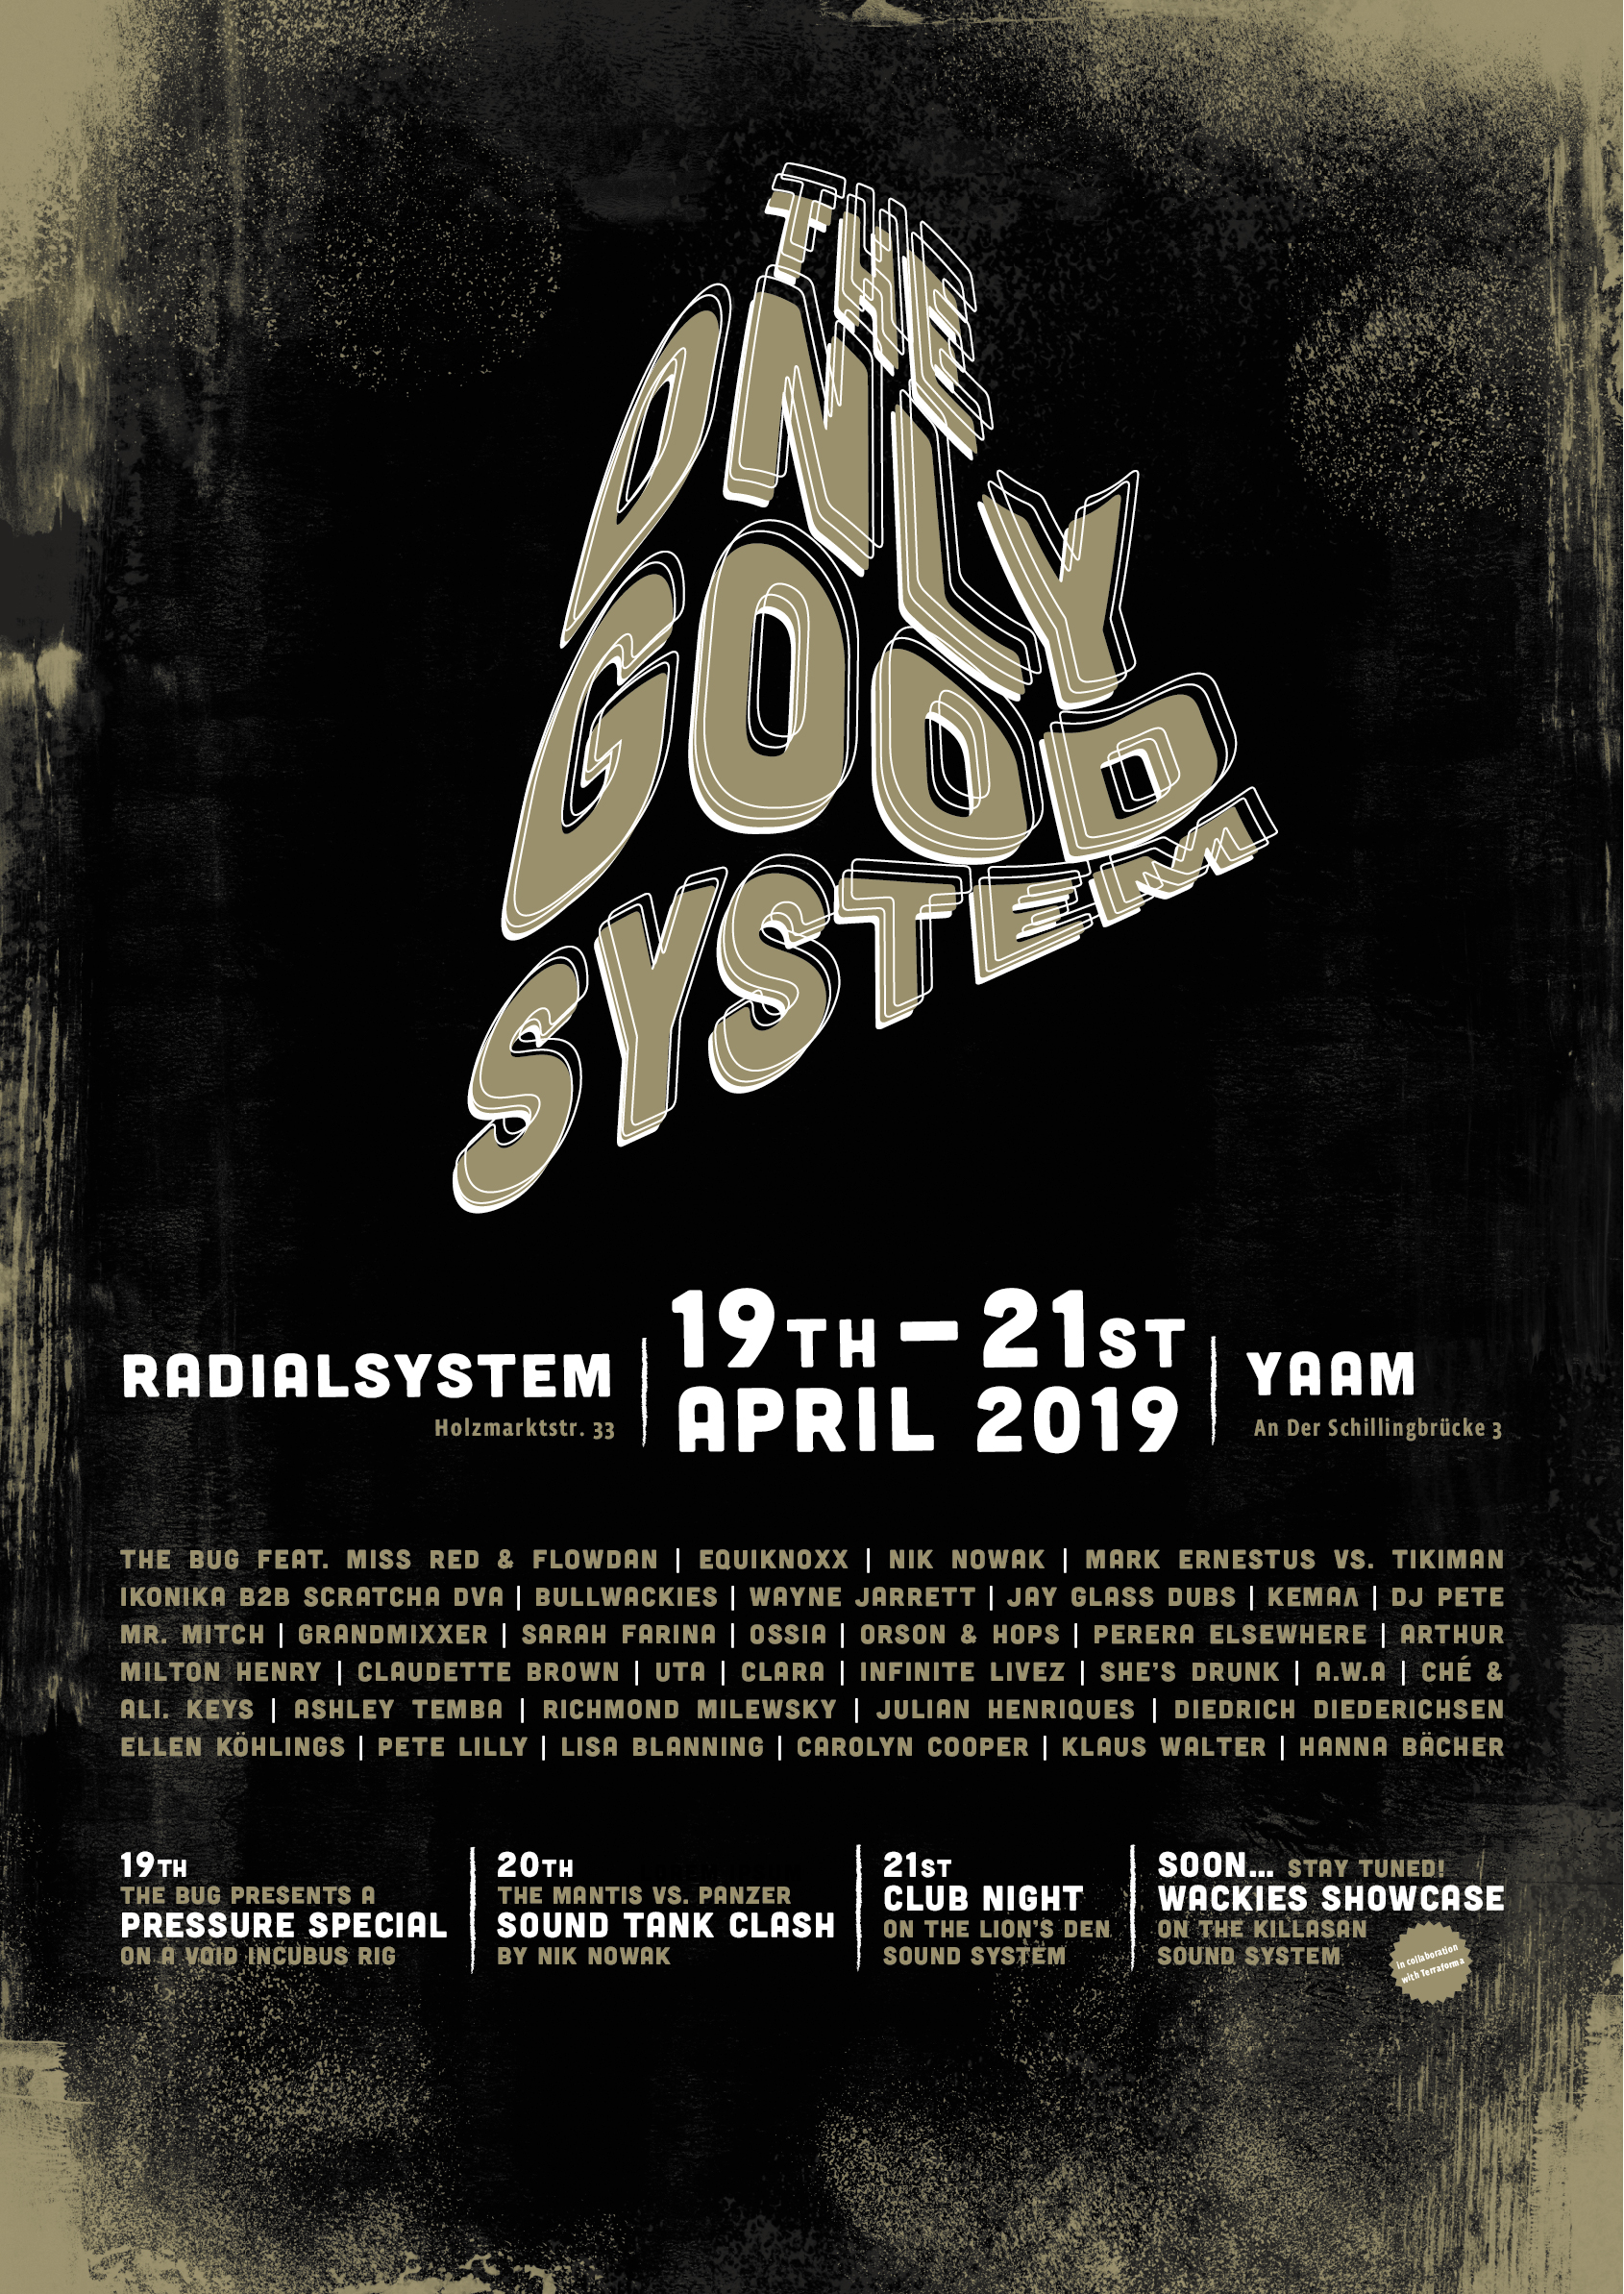 THE
ONLY
GOOD
SYSTEM
RADIALSYSTEM
Holzmarktstr. 33
19TH – 21ST
APRIL 2019
YAAM
An Der Schillingbrücke 3
THE BUG FEAT. MISS RED & FLOWDAN | EQUIKNOXX | NIK NOWAK | MARK ERNESTUS VS. TIKIMAN
IKONIKA B2B SCRATCHA DVA | BULLWACKIES | WAYNE JARRETT | JAY GLASS DUBS | KEMAΛ | DJ PETE
MR. MITCH | GRANDMIXXER | SARAH FARINA | OSSIA | ORSON & HOPS | PERERA ELSEWHERE | ARTHUR
MILTON HENRY | CLAUDETTE BROWN | UTA | CLARA | INFINITE LIVEZ | SHE'S DRUNK | A.W.A | CHÉ &
ALI. KEYS | ASHLEY TEMBA | RICHMOND MILEWSKY | JULIAN HENRIQUES | DIEDRICH DIEDERICHSEN
ELLEN KÖHLINGS | PETE LILLY | LISA BLANNING | CAROLYN COOPER | KLAUS WALTER | HANNA BÄCHER
19TH
THE BUG PRESENTS A
PRESSURE SPECIAL
ON A VOID INCUBUS RIG
20TH
THE MANTIS VS. PANZER
SOUND TANK CLASH
BY NIK NOWAK
21ST
CLUB NIGHT
ON THE LION'S DEN
SOUND SYSTEM
SOON... STAY TUNED!
WACKIES SHOWCASE
ON THE KILLASAN
SOUND SYSTEM
in collaboration
with Terraforma